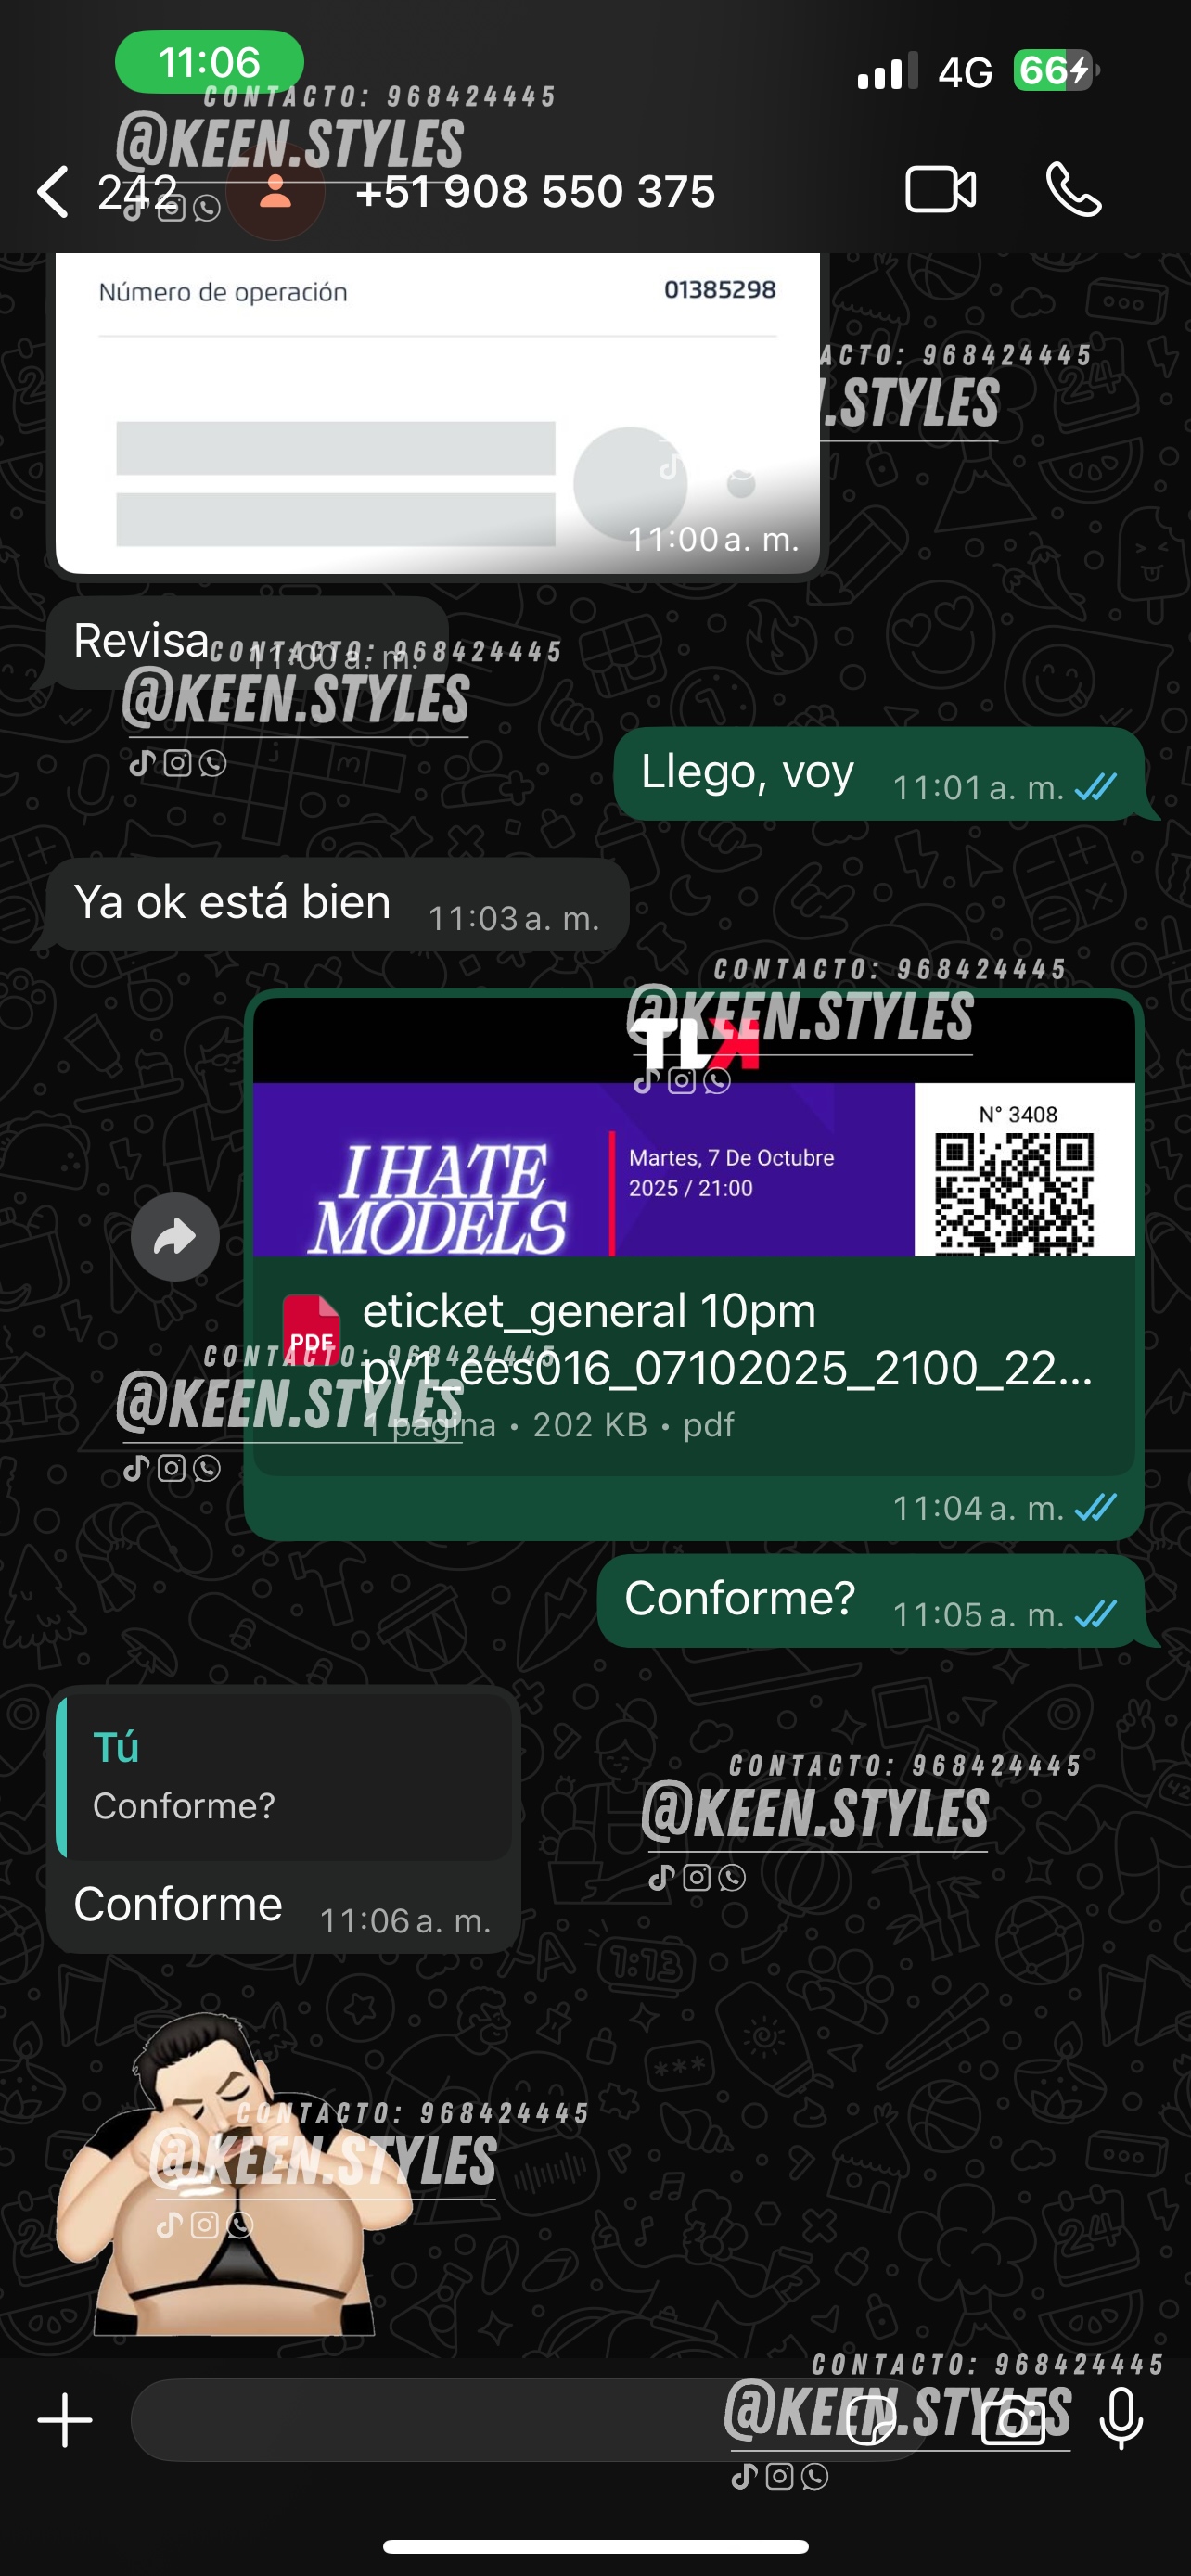 11:06
4G
66
CONTACTO: 968424445
@KEEN.STYLES
242
+51 908 550 375
Número de operación
01385298
ACTO: 968424445
.STYLES
11:00 a. m.
Revisa
11:00 a. m.
CONTACTO: 968424445
@KEEN.STYLES
Llego, voy
11:01 a. m.
Ya ok está bien
11:03 a. m.
CONTACTO: 968424445
@KEEN.STYLES
TLK
I HATE
MODELS
Martes, 7 De Octubre
2025 / 21:00
N° 3408
PDF
eticket_general 10pm
pv1_ees016_07102025_2100_22...
CONTACTO: 968424445
@KEEN.STYLES
1 página • 202 KB • pdf
11:04 a. m.
Conforme?
11:05 a. m.
Tú
Conforme?
Conforme
11:06 a. m.
CONTACTO: 968424445
@KEEN.STYLES
CONTACTO: 968424445
@KEEN.STYLES
CONTACTO: 968424445
@KEEN.STYLES